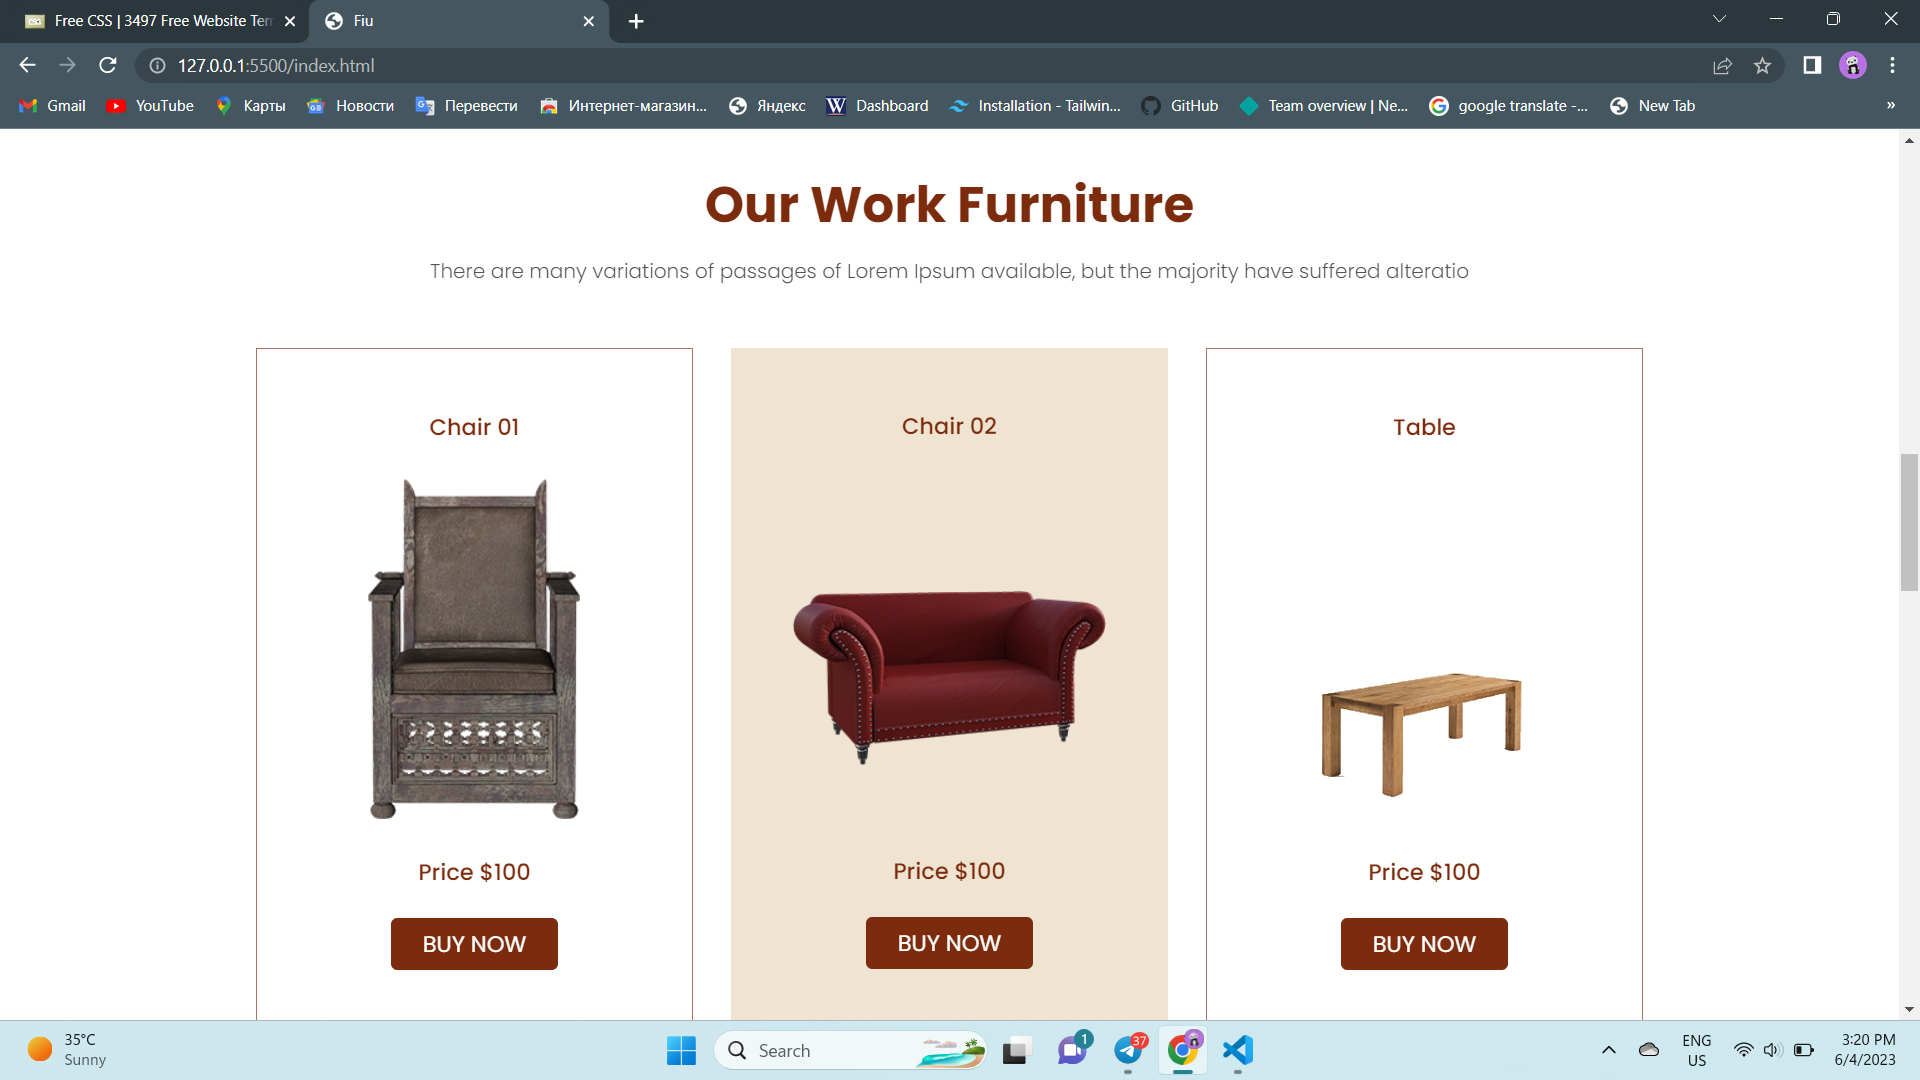 Free CSS | 3497 Free Website Tem
Fiu
127.0.0.1:5500/index.html
Gmail
YouTube
Карты
Новости
Перевести
Интернет-магазин...
Яндекс
Dashboard
Installation - Tailwin...
GitHub
Team overview | Ne...
google translate -...
New Tab
»
Our Work Furniture
There are many variations of passages of Lorem Ipsum available, but the majority have suffered alteratio
Chair 01
Chair 02
Table
Price $100
Price $100
Price $100
BUY NOW
BUY NOW
BUY NOW
35°C
Sunny
Search
1
37
ENG
US
3:20 PM
6/4/2023